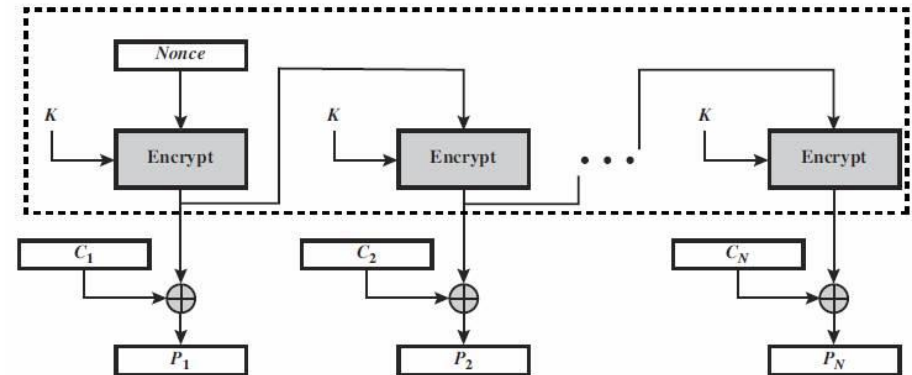 Nonce
K K K
Encrypt Encrypt Encrypt
C1 C2 CN
P1 P2 PN